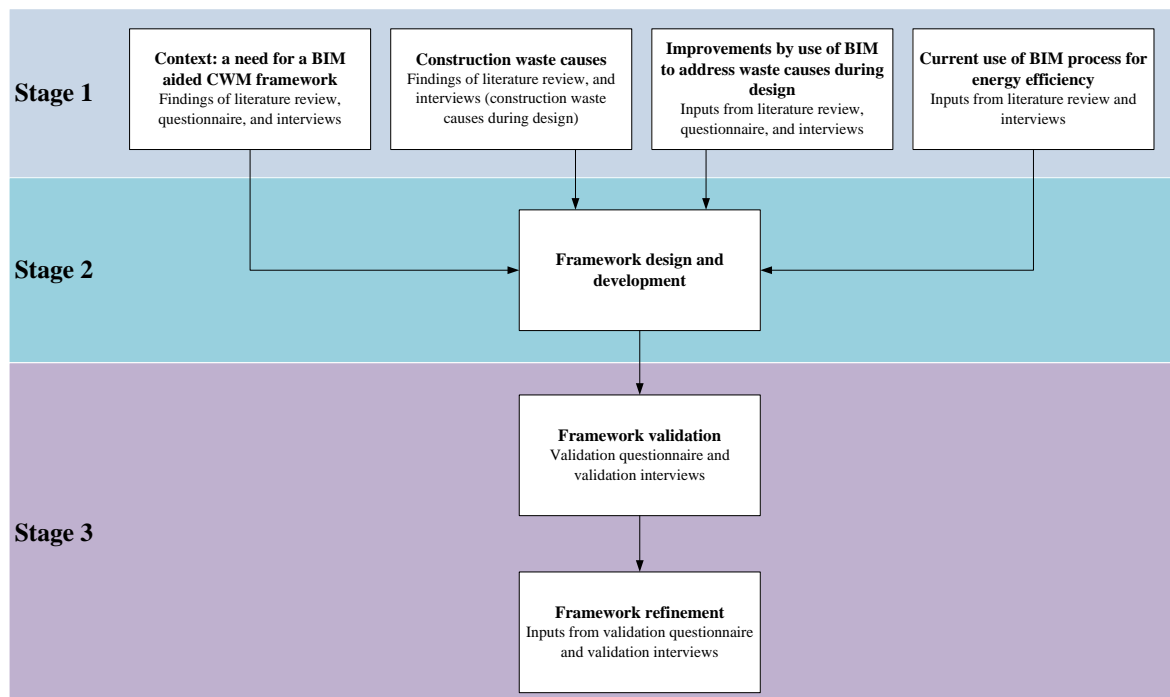 Stage 1
Context: a need for a BIM
aided CWM framework
Findings of literature review,
questionnaire, and interviews
Construction waste causes
Findings of literature review, and
interviews (construction waste
causes during design)
Improvements by use of BIM
to address waste causes during
design
Inputs from literature review,
questionnaire, and interviews
Current use of BIM process for
energy efficiency
Inputs from literature review and
interviews
Stage 2
Framework design and
development
Stage 3
Framework validation
Validation questionnaire and
validation interviews
Framework refinement
Inputs from validation questionnaire
and validation interviews